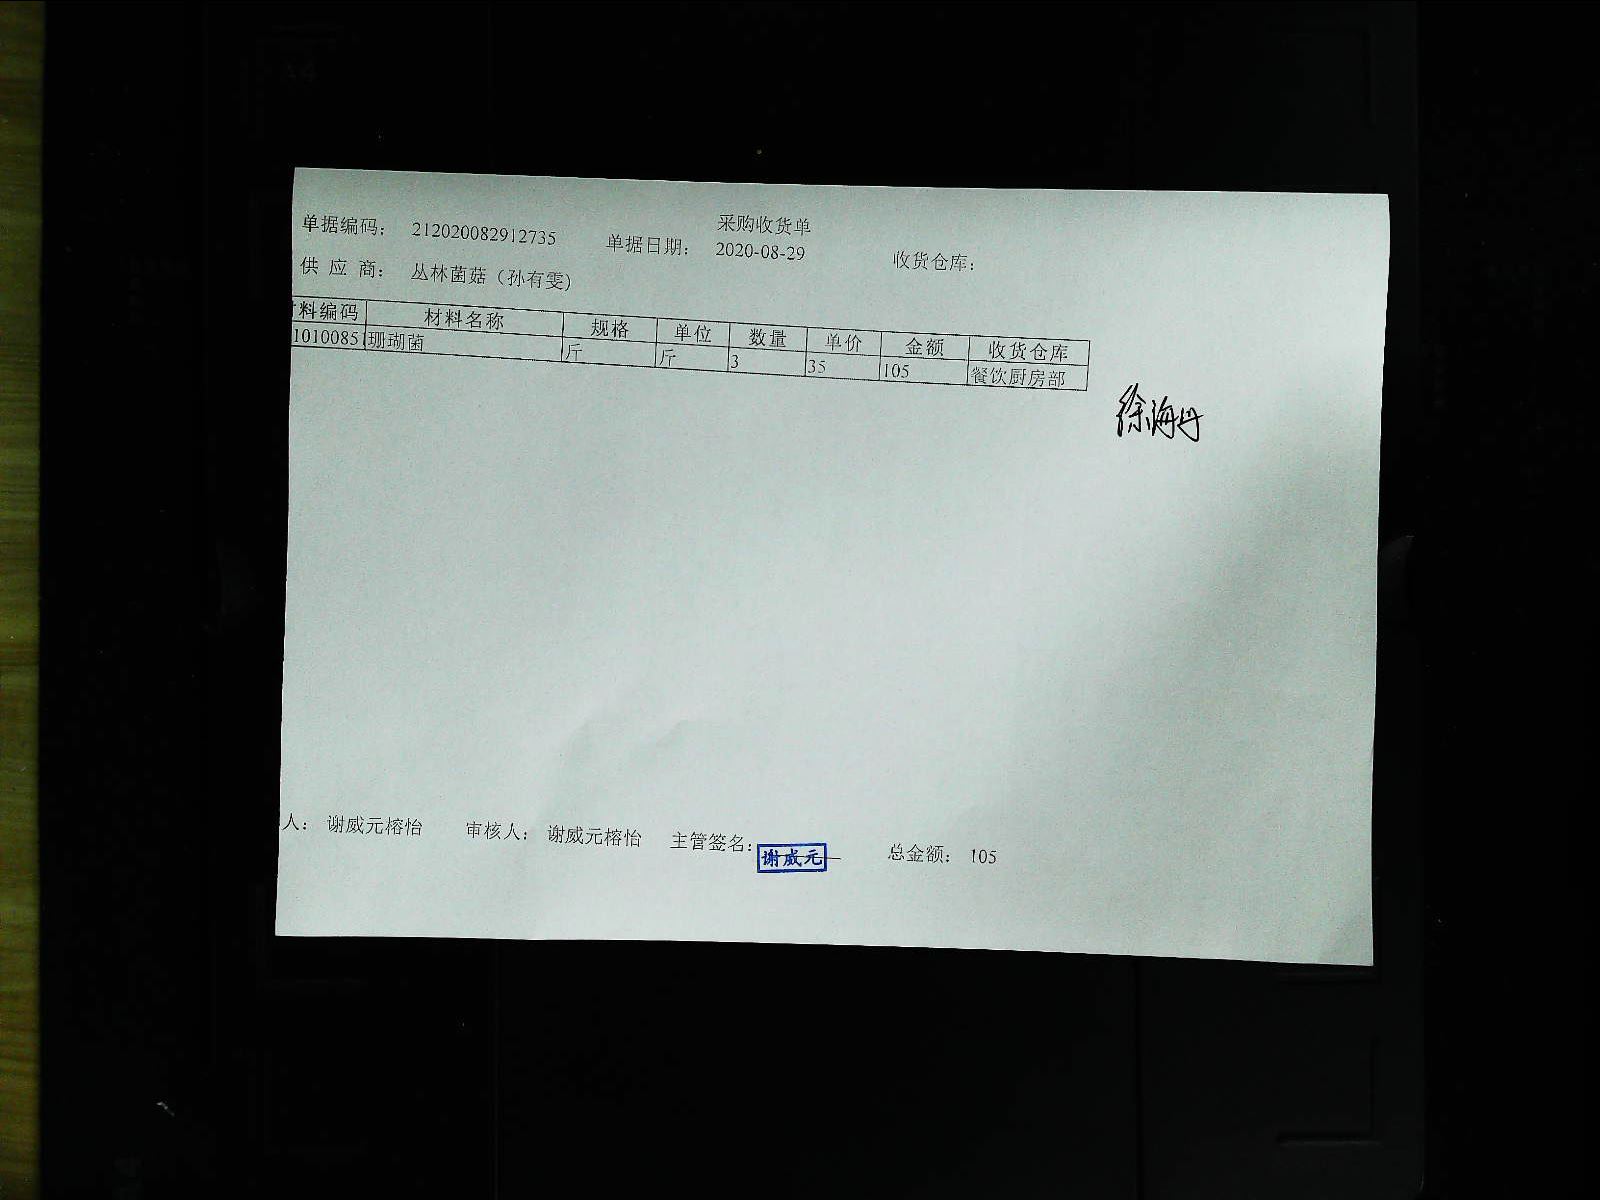 采购收货单
单据编码： 212020082912735 单据日期： 2020-08-29 收货仓库：
供 应 商： 丛林菌菇（孙有雯）
料编码 材料名称 规格 单位 数量 单价 金额 收货仓库
1010085 珊瑚菌 斤 斤 3 35 105 餐饮厨房部
徐海丹
人： 谢威元榕怡 审核人： 谢威元榕怡 主管签名： 谢威元 总金额： 105